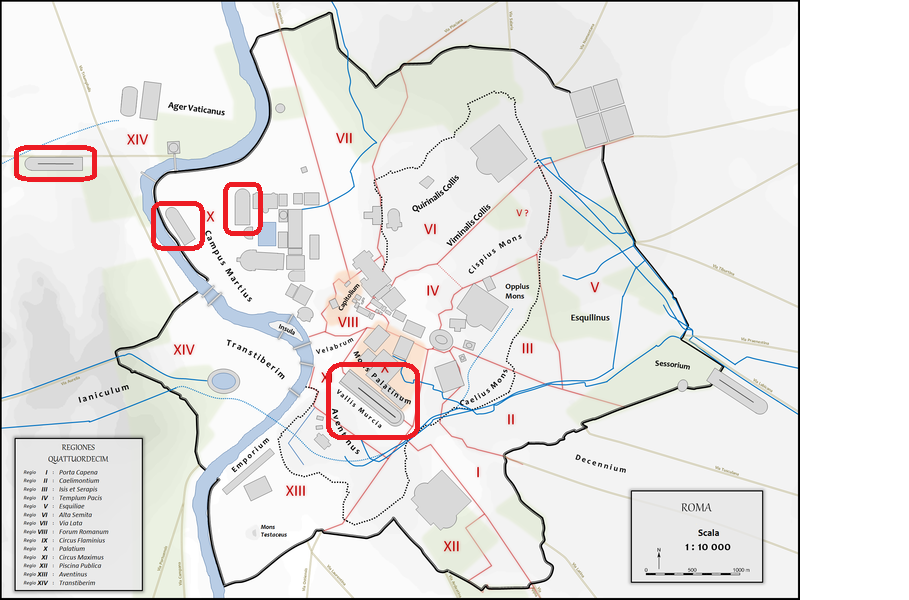 Ager Vaticanus
XIV
VII
X
Campus Martius
Quirinalis Collis
VI
Viminalis Collis
V ?
Cispius Mons
IV
Oppius
Mons
V
Esquilinus
Capitolium
VIII
Insula
Velabrum
III
XIV
Transtiberim
Ianiculum
X
Mons Palatinum
Vallis Murcia
Sessorium
Caelius Mons
II
Aventinus
Emporium
I
Decennium
XIII
Mons
Testaceus
XII
REGIONES
QUATTUORDECIM
Regio I : Porta Capena
Regio II : Caelimontium
Regio III : Isis et Serapis
Regio IV : Templum Pacis
Regio V : Esquiliae
Regio VI : Alta Semita
Regio VII : Via Lata
Regio VIII : Forum Romanum
Regio IX : Circus Flaminius
Regio X : Palatium
Regio XI : Circus Maximus
Regio XII : Piscina Publica
Regio XIII : Aventinus
Regio XIV : Transtiberim
ROMA
Scala
1 : 10 000
N
0 500 1000 m